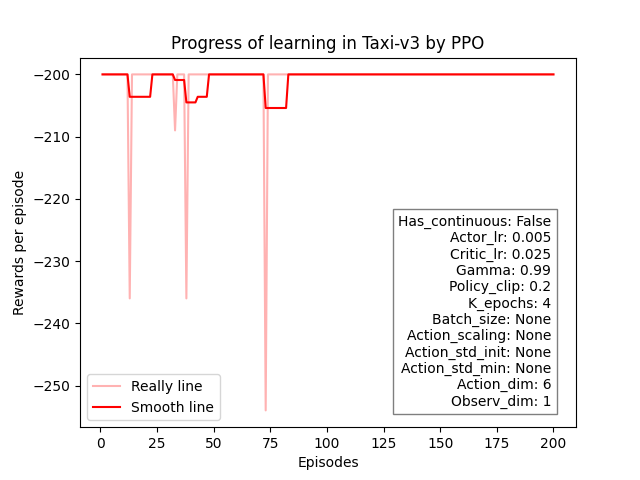 Progress of learning in Taxi-v3 by PPO
Rewards per episode
−200
−210
−220
−230
−240
−250
Has_continuous: False
Actor_lr: 0.005
Critic_lr: 0.025
Gamma: 0.99
Policy_clip: 0.2
K_epochs: 4
Batch_size: None
Action_scaling: None
Action_std_init: None
Action_std_min: None
Action_dim: 6
Observ_dim: 1
Really line
Smooth line
0 25 50 75 100 125 150 175 200
Episodes